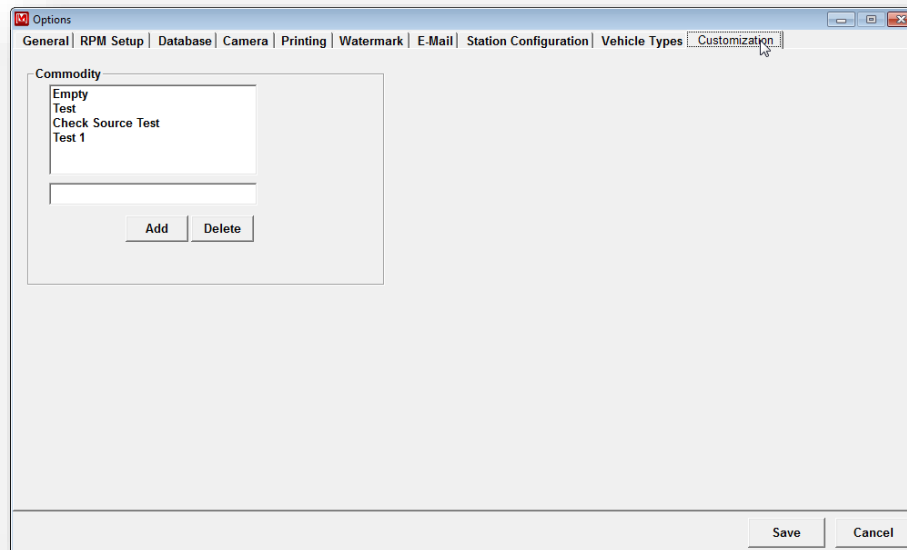 Options
General RPM Setup Database Camera Printing Watermark E-Mail Station Configuration Vehicle Types Customization
Commodity
Empty
Test
Check Source Test
Test 1
Add Delete
Save Cancel